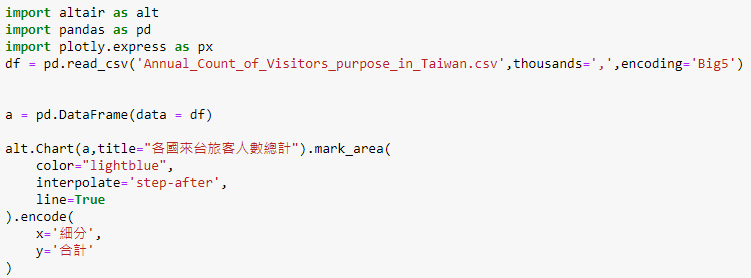 import altair as alt
import pandas as pd
import plotly.express as px
df = pd.read_csv('Annual_Count_of_Visitors_purpose_in_Taiwan.csv',thousands=',',encoding='Big5')
a = pd.DataFrame(data = df)
alt.Chart(a,title="各國來台旅客人數總計").mark_area(
    color="lightblue",
    interpolate='step-after',
    line=True
).encode(
    x='細分',
    y='合計'
)